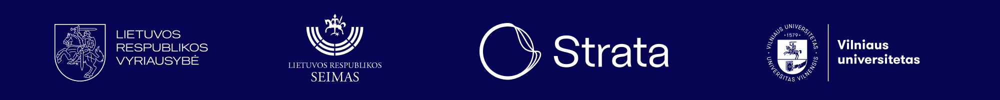 LIETUVOS
RESPUBLIKOS
VYRIAUSYBĖ
LIETUVOS RESPUBLIKOS
SEIMAS
Strata
VILNIAUS UNIVERSITETAS
1579
UNIVERSITAS VILNENSIS
Vilniaus
universitetas